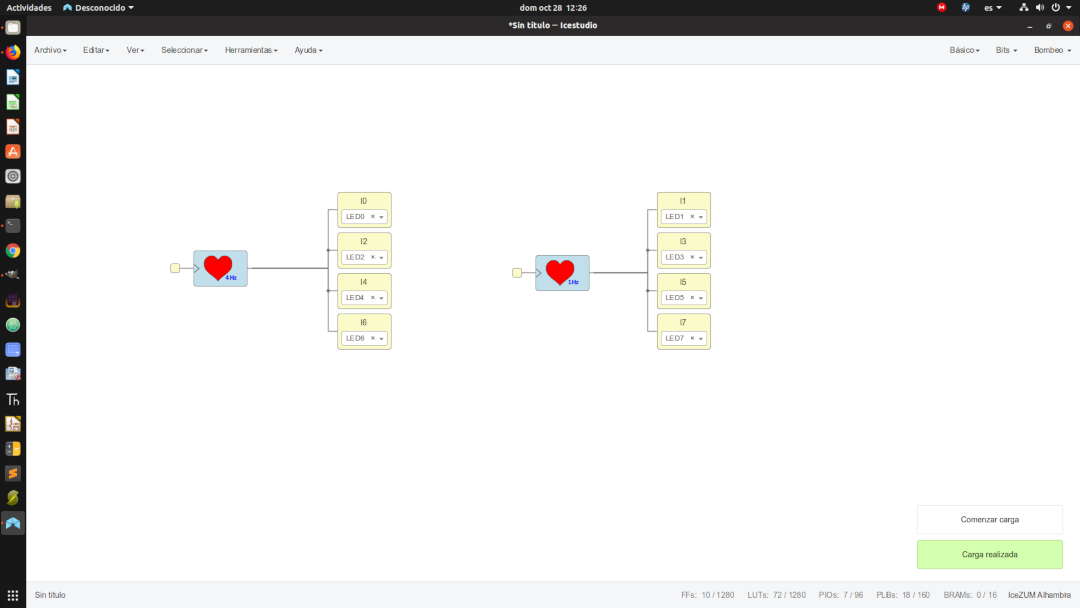 Actividades Desconocido dom oct 28 12:26 es
*Sin título — Icestudio
Archivo Editar Ver Seleccionar Herramientas Ayuda Básico Bits Bombeo
I0
LED0
I2
LED2
4Hz
I4
LED4
I6
LED6
I1
LED1
I3
LED3
1Hz
I5
LED5
I7
LED7
Comenzar carga
Carga realizada
Sin título FFs: 10 / 1280 LUTs: 72 / 1280 PIOs: 7 / 96 PLBs: 18 / 160 BRAMs: 0 / 16 IceZUM Alhambra